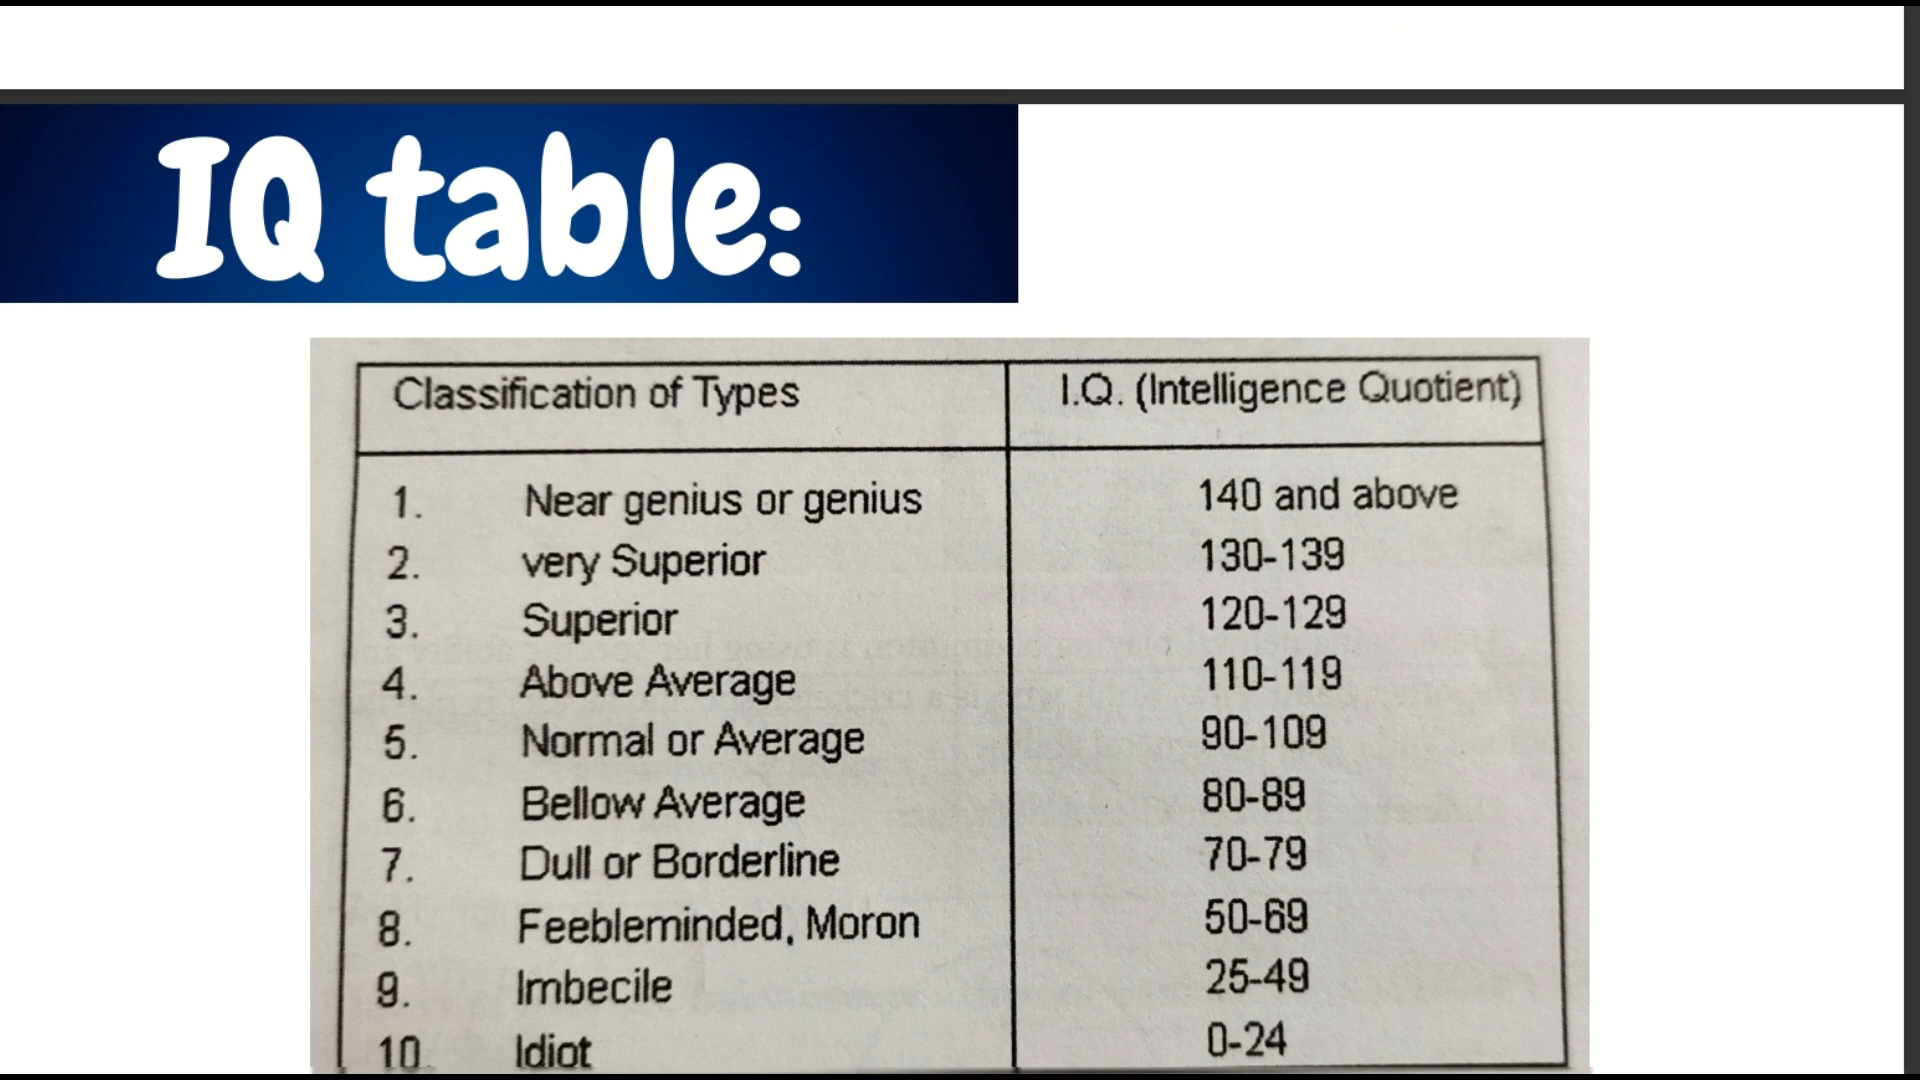 IQ table:
Classification of Types I.Q. (Intelligence Quotient)
1. Near genius or genius 140 and above
2. very Superior 130-139
3. Superior 120-129
4. Above Average 110-119
5. Normal or Average 90-109
6. Bellow Average 80-89
7. Dull or Borderline 70-79
8. Feebleminded, Moron 50-69
9. Imbecile 25-49
10. Idiot 0-24